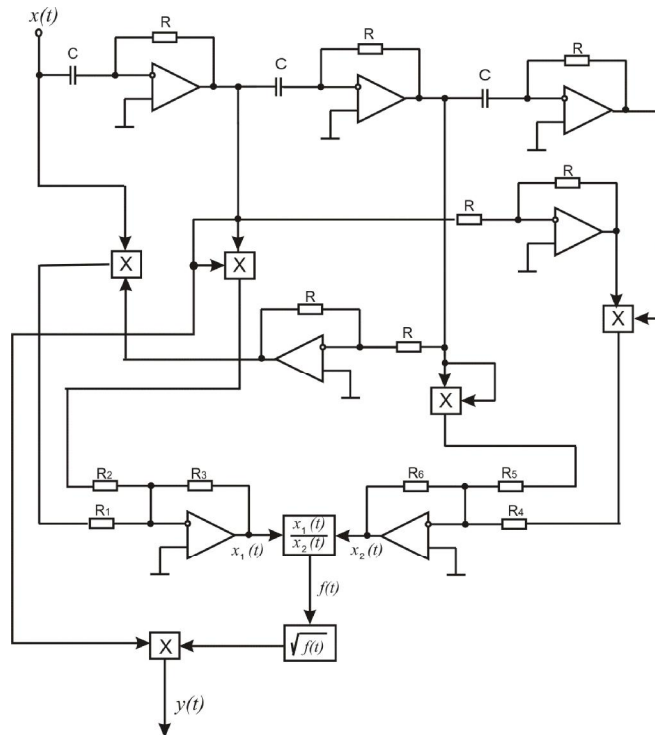 x(t)
R
R
R
C
C
C
R
R
X
X
R
R
X
X
R2
R3
R6
R5
R1
R4
x1(t)
x1(t)
x2(t)
x2(t)
f(t)
X
√f(t)
y(t)